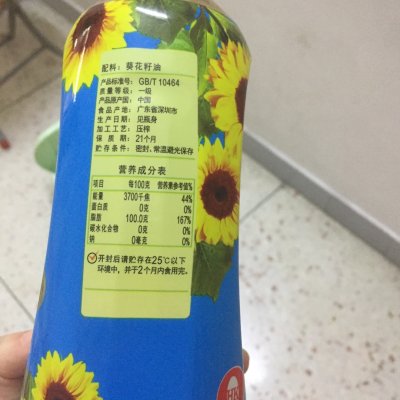 配料：葵花籽油
产品标准号：GB/T 10464
质量等级：一级
产品原产国：中国
食品产地：广东省深圳市
生产日期：见瓶身
加工工艺：压榨
保质期：21个月
贮存条件：密封、常温避光保存
营养成分表
项目 每100克 营养素参考值%
能量 3700千焦 44%
蛋白质 0克 0%
脂肪 100.0克 167%
碳水化合物 0克 0%
钠 0毫克 0%
开封后请贮存在25℃以下
环境中，并于2个月内食用完。